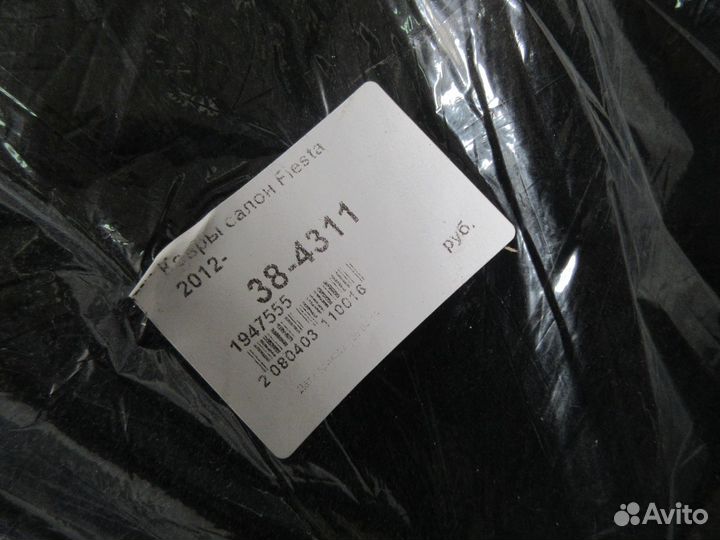 Ковры салон Fiesta
2012-
38-4311
1947555
2 080403 110016
руб.
Avito